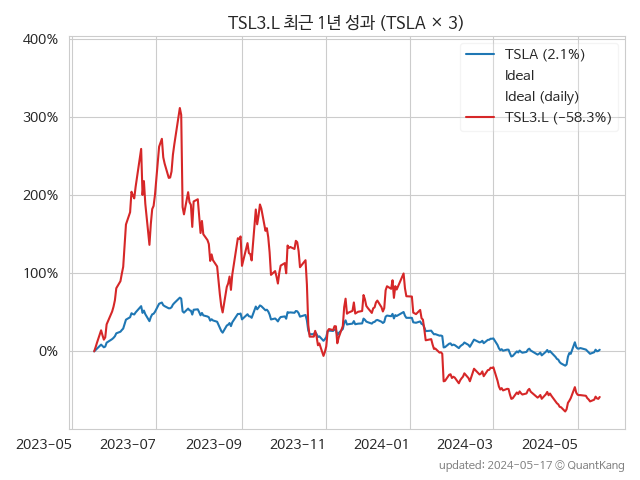 TSL3.L 최근 1년 성과 (TSLA × 3)
400%
300%
200%
100%
0%
TSLA (2.1%)
Ideal
Ideal (daily)
TSL3.L (−58.3%)
2023-05 2023-07 2023-09 2023-11 2024-01 2024-03 2024-05
updated: 2024-05-17 © QuantKang